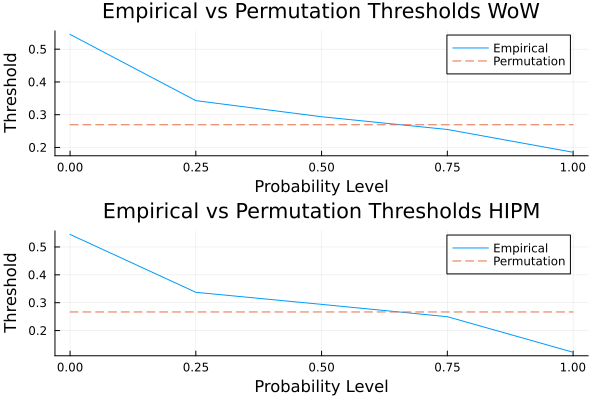 Empirical vs Permutation Thresholds WoW
Threshold
0.5
0.4
0.3
0.2
Empirical
Permutation
0.00 0.25 0.50 0.75 1.00
Probability Level
Empirical vs Permutation Thresholds HIPM
Threshold
0.5
0.4
0.3
0.2
Empirical
Permutation
0.00 0.25 0.50 0.75 1.00
Probability Level